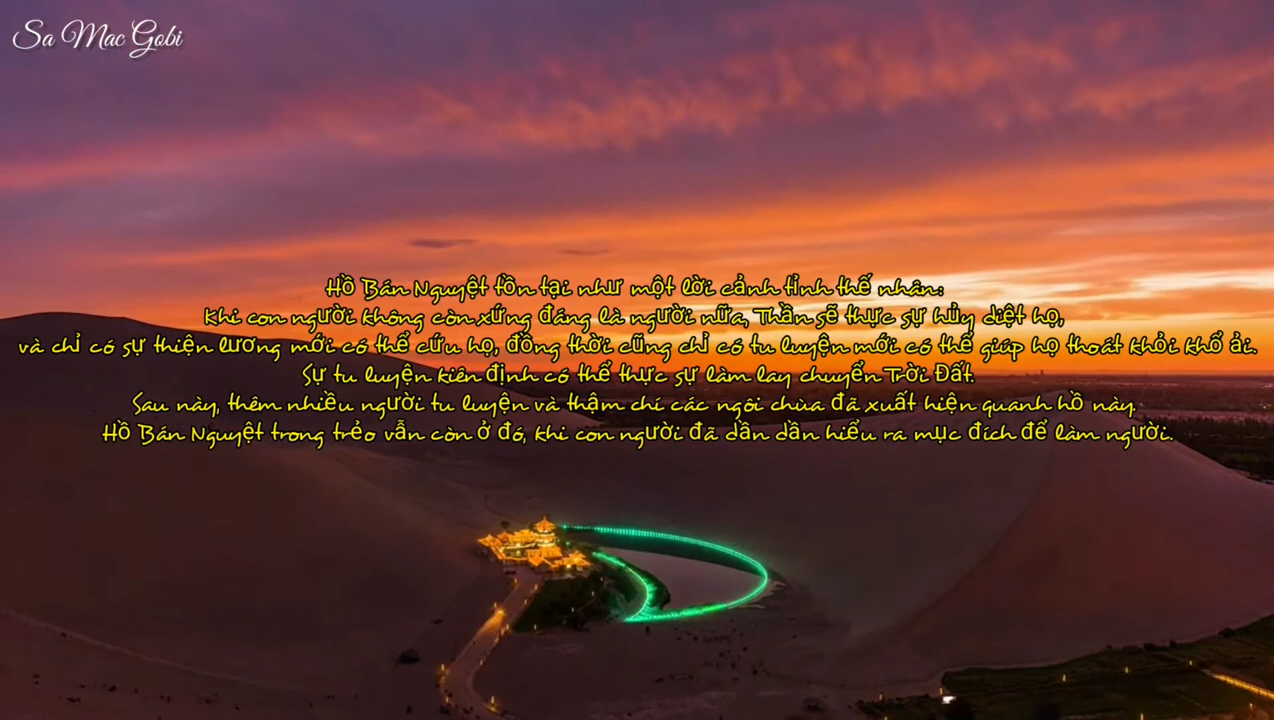 Sa Mac Gobi
Hồ Bán Nguyệt tồn tại như một lời cảnh tỉnh thế nhân:
Khi con người không còn xứng đáng là người nữa, Thần sẽ thực sự hủy diệt họ,
và chỉ có sự thiện lương mới có thể cứu họ, đồng thời cũng chỉ có tu luyện mới có thể giúp họ thoát khỏi khổ ải.
Sự tu luyện kiên định có thể thực sự làm lay chuyển Trời Đất.
Sau này, thêm nhiều người tu luyện và thậm chí các ngôi chùa đã xuất hiện quanh hồ này.
Hồ Bán Nguyệt trong trẻo vẫn còn ở đó, khi con người đã dần dần hiểu ra mục đích để làm người.